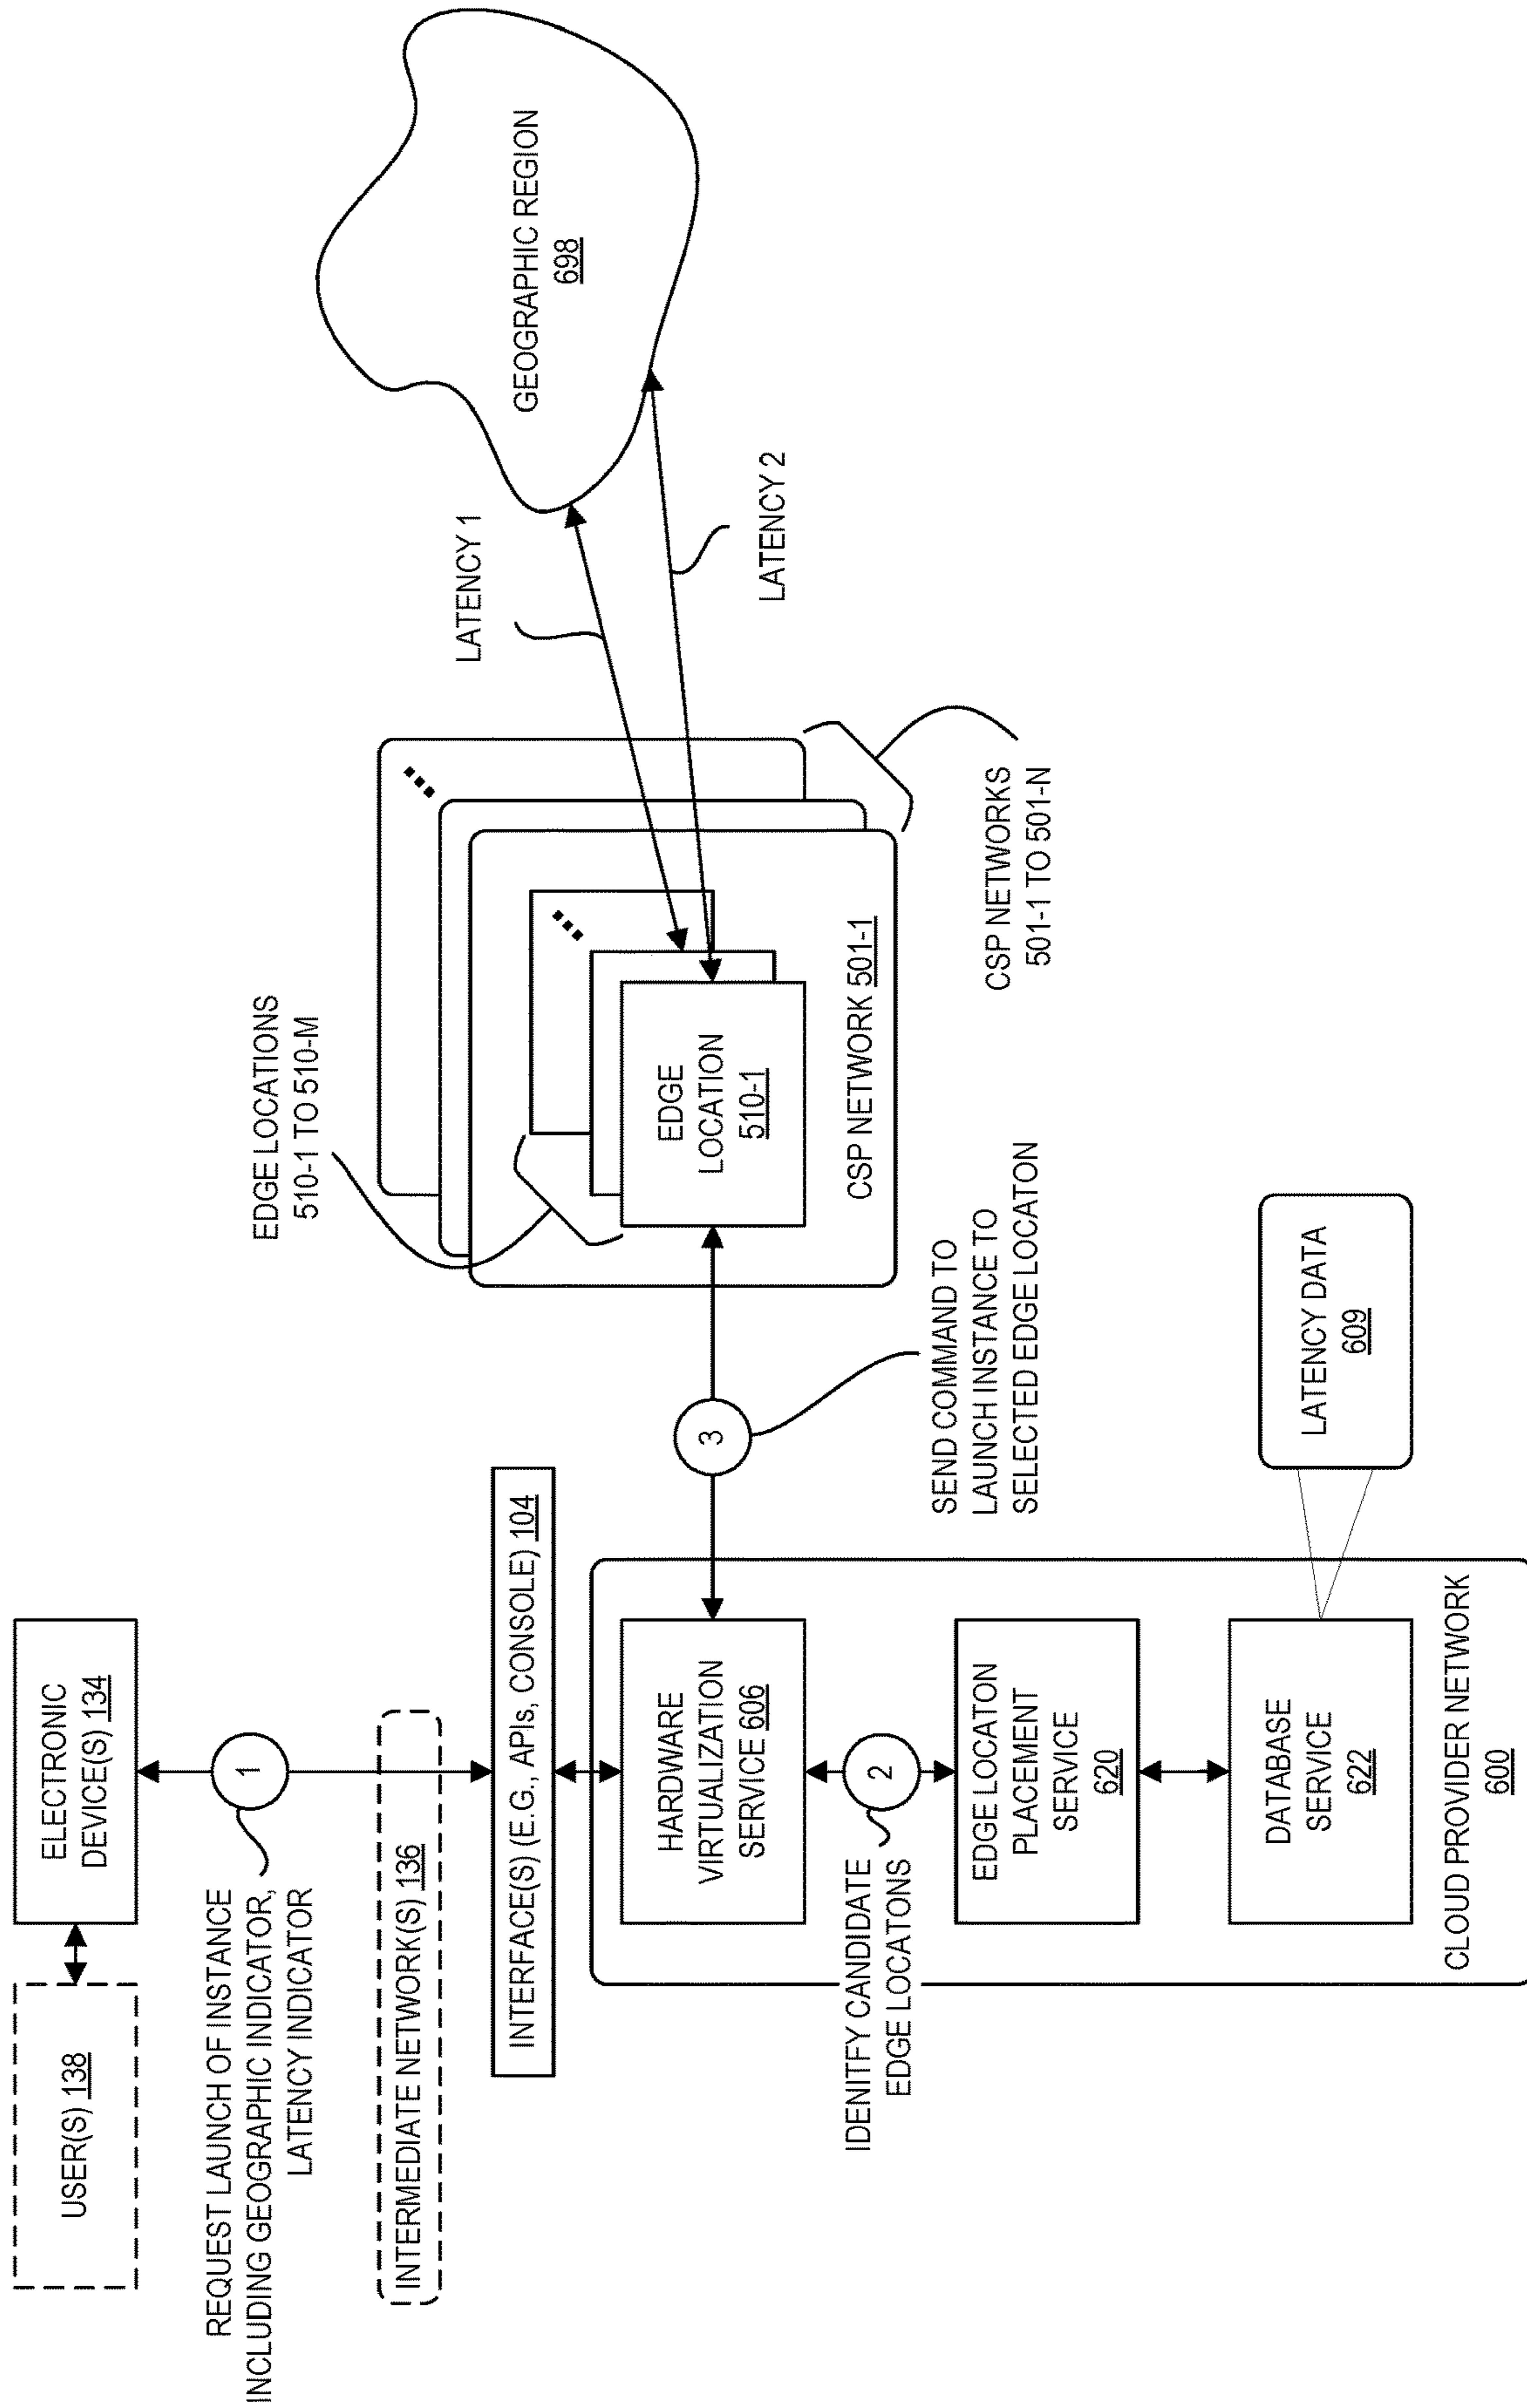 USER(S) 138
ELECTRONIC
DEVICE(S) 134
REQUEST LAUNCH OF INSTANCE
INCLUDING GEOGRAPHIC INDICATOR,
LATENCY INDICATOR
1
INTERMEDIATE NETWORK(S) 136
INTERFACE(S) (E.G., APIs, CONSOLE) 104
HARDWARE
VIRTUALIZATION
SERVICE 606
IDENITFY CANDIDATE
EDGE LOCATONS
2
EDGE LOCATON
PLACEMENT
SERVICE
620
DATABASE
SERVICE
622
CLOUD PROVIDER NETWORK
600
LATENCY DATA
609
3
SEND COMMAND TO
LAUNCH INSTANCE TO
SELECTED EDGE LOCATON
EDGE LOCATIONS
510-1 TO 510-M
EDGE
LOCATION
510-1
CSP NETWORK 501-1
CSP NETWORKS
501-1 TO 501-N
LATENCY 1
LATENCY 2
GEOGRAPHIC REGION
698